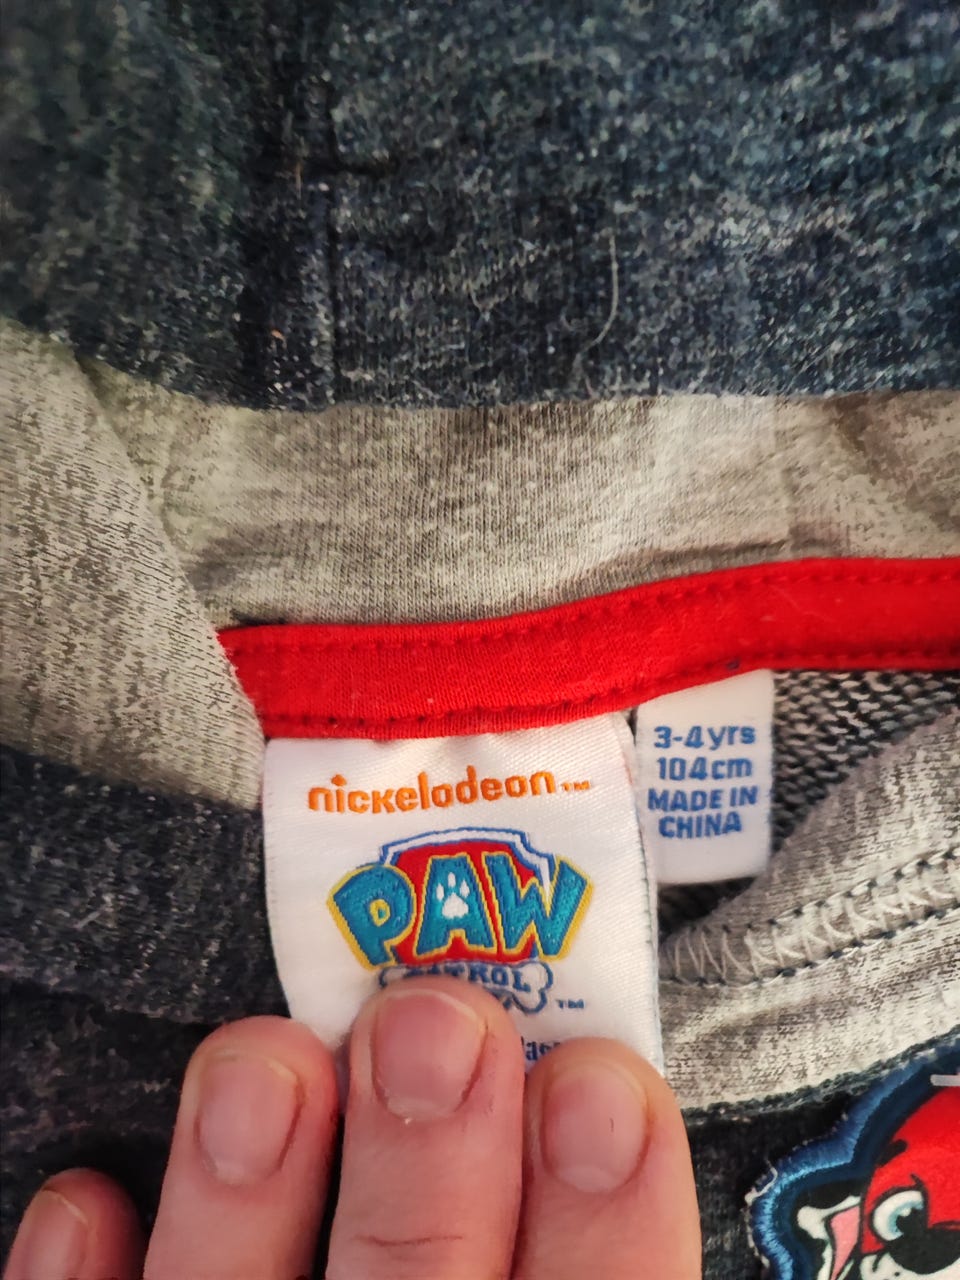 nickelodeon™
PAW
PATROL
™
3-4yrs
104cm
MADE IN
CHINA